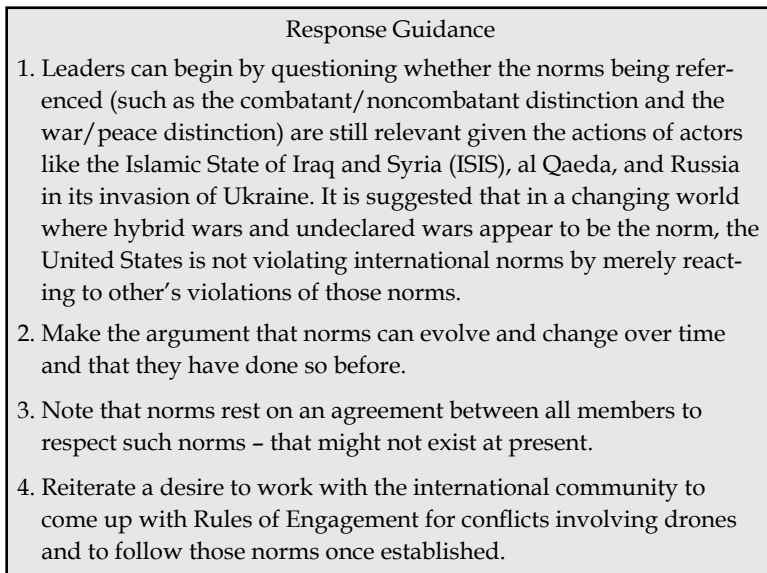 Response Guidance
1. Leaders can begin by questioning whether the norms being refer-
enced (such as the combatant/noncombatant distinction and the
war/peace distinction) are still relevant given the actions of actors
like the Islamic State of Iraq and Syria (ISIS), al Qaeda, and Russia
in its invasion of Ukraine. It is suggested that in a changing world
where hybrid wars and undeclared wars appear to be the norm, the
United States is not violating international norms by merely react-
ing to other's violations of those norms.
2. Make the argument that norms can evolve and change over time
and that they have done so before.
3. Note that norms rest on an agreement between all members to
respect such norms – that might not exist at present.
4. Reiterate a desire to work with the international community to
come up with Rules of Engagement for conflicts involving drones
and to follow those norms once established.